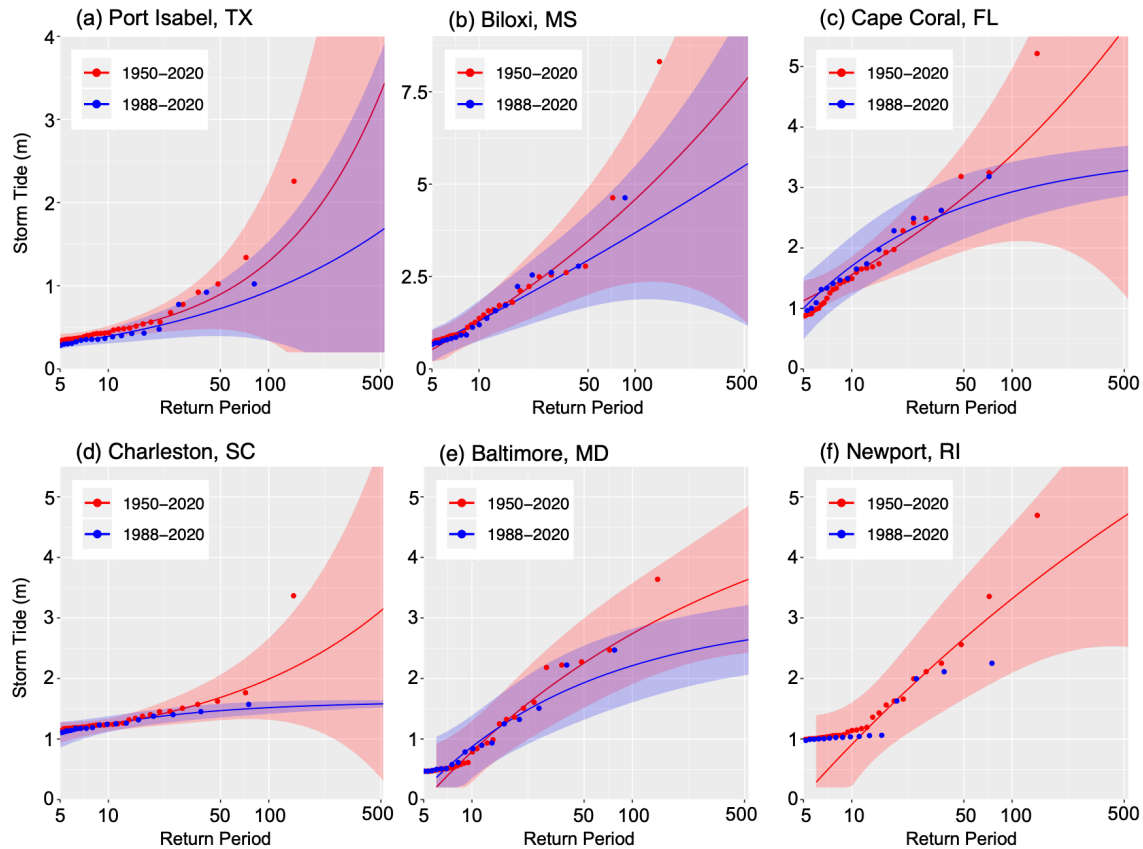 (a) Port Isabel, TX
(b) Biloxi, MS
(c) Cape Coral, FL
Storm Tide (m)
4
3
2
1
0
1950–2020
1988–2020
5 10 50 100 500
Return Period
7.5
5
2.5
0
1950–2020
1988–2020
5 10 50 100 500
Return Period
5
4
3
2
1
0
1950–2020
1988–2020
5 10 50 100 500
Return Period
(d) Charleston, SC
(e) Baltimore, MD
(f) Newport, RI
Storm Tide (m)
5
4
3
2
1
0
1950–2020
1988–2020
5 10 50 100 500
Return Period
5
4
3
2
1
0
1950–2020
1988–2020
5 10 50 100 500
Return Period
5
4
3
2
1
0
1950–2020
1988–2020
5 10 50 100 500
Return Period